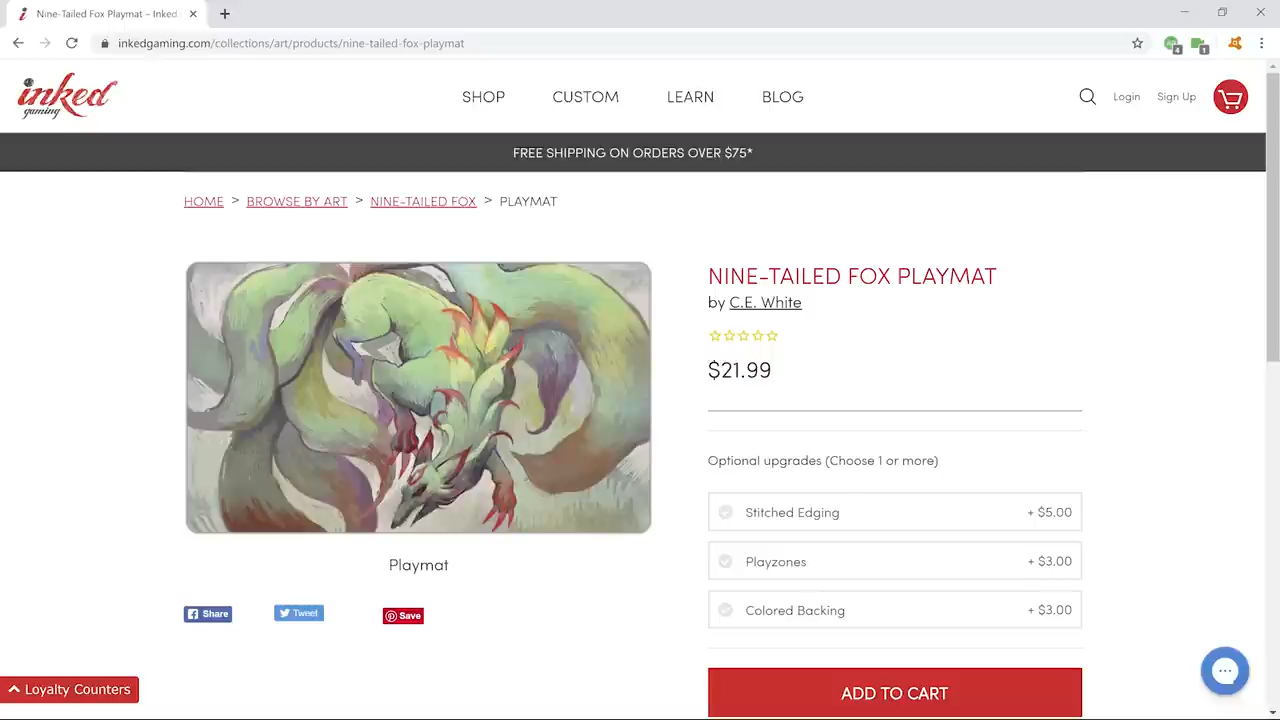 Nine-Tailed Fox Playmat – Inked
inkedgaming.com/collections/art/products/nine-tailed-fox-playmat
4
1
inked
gaming
SHOP
CUSTOM
LEARN
BLOG
Login
Sign Up
FREE SHIPPING ON ORDERS OVER $75*
HOME > BROWSE BY ART > NINE-TAILED FOX > PLAYMAT
NINE-TAILED FOX PLAYMAT
by C.E. White
$21.99
Optional upgrades (Choose 1 or more)
Stitched Edging + $5.00
Playzones + $3.00
Colored Backing + $3.00
ADD TO CART
Playmat
Share
Tweet
Save
Loyalty Counters